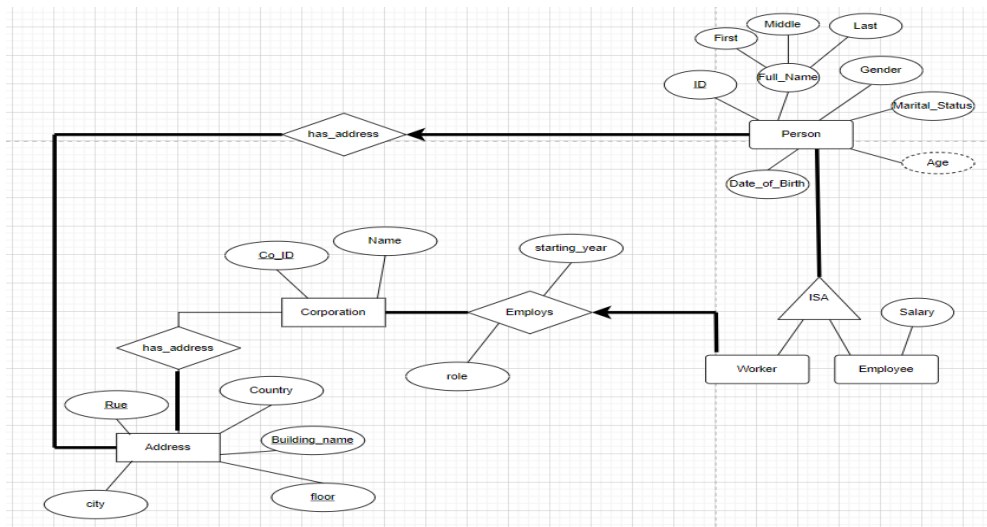 Middle
First
Last
ID
Full_Name
Gender
Marital_Status
has_address
Person
Age
Date_of_Birth
Name
Co_ID
starting_year
ISA
Corporation
Employs
Salary
has_address
role
Worker
Employee
Rue
Country
Building_name
Address
city
floor